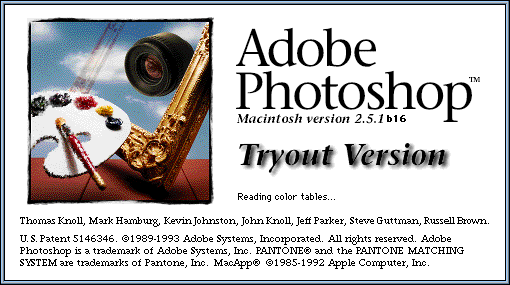 Adobe
Photoshop™
Macintosh version 2.5.1 b16
Tryout Version
Reading color tables...
Thomas Knoll, Mark Hamburg, Kevin Johnston, John Knoll, Jeff Parker, Steve Guttman, Russell Brown.
U.S. Patent 5146346. ©1989-1993 Adobe Systems, Incorporated. All rights reserved. Adobe
Photoshop is a trademark of Adobe Systems, Inc. PANTONE® and the PANTONE MATCHING
SYSTEM are trademarks of Pantone, Inc. MacApp® ©1985-1992 Apple Computer, Inc.